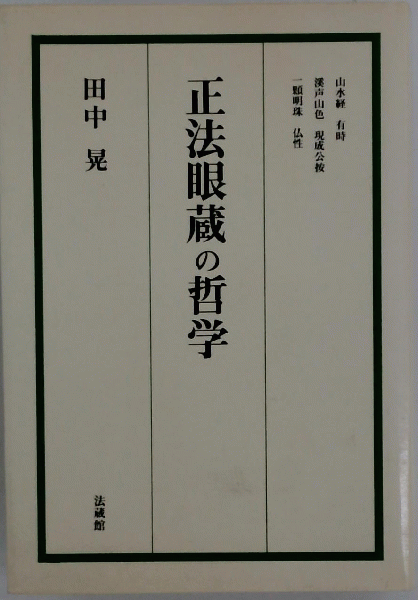 山水経 有時
渓声山色 現成公按
一顆明珠 仏性
正法眼蔵の哲学
田中 晃
法蔵館